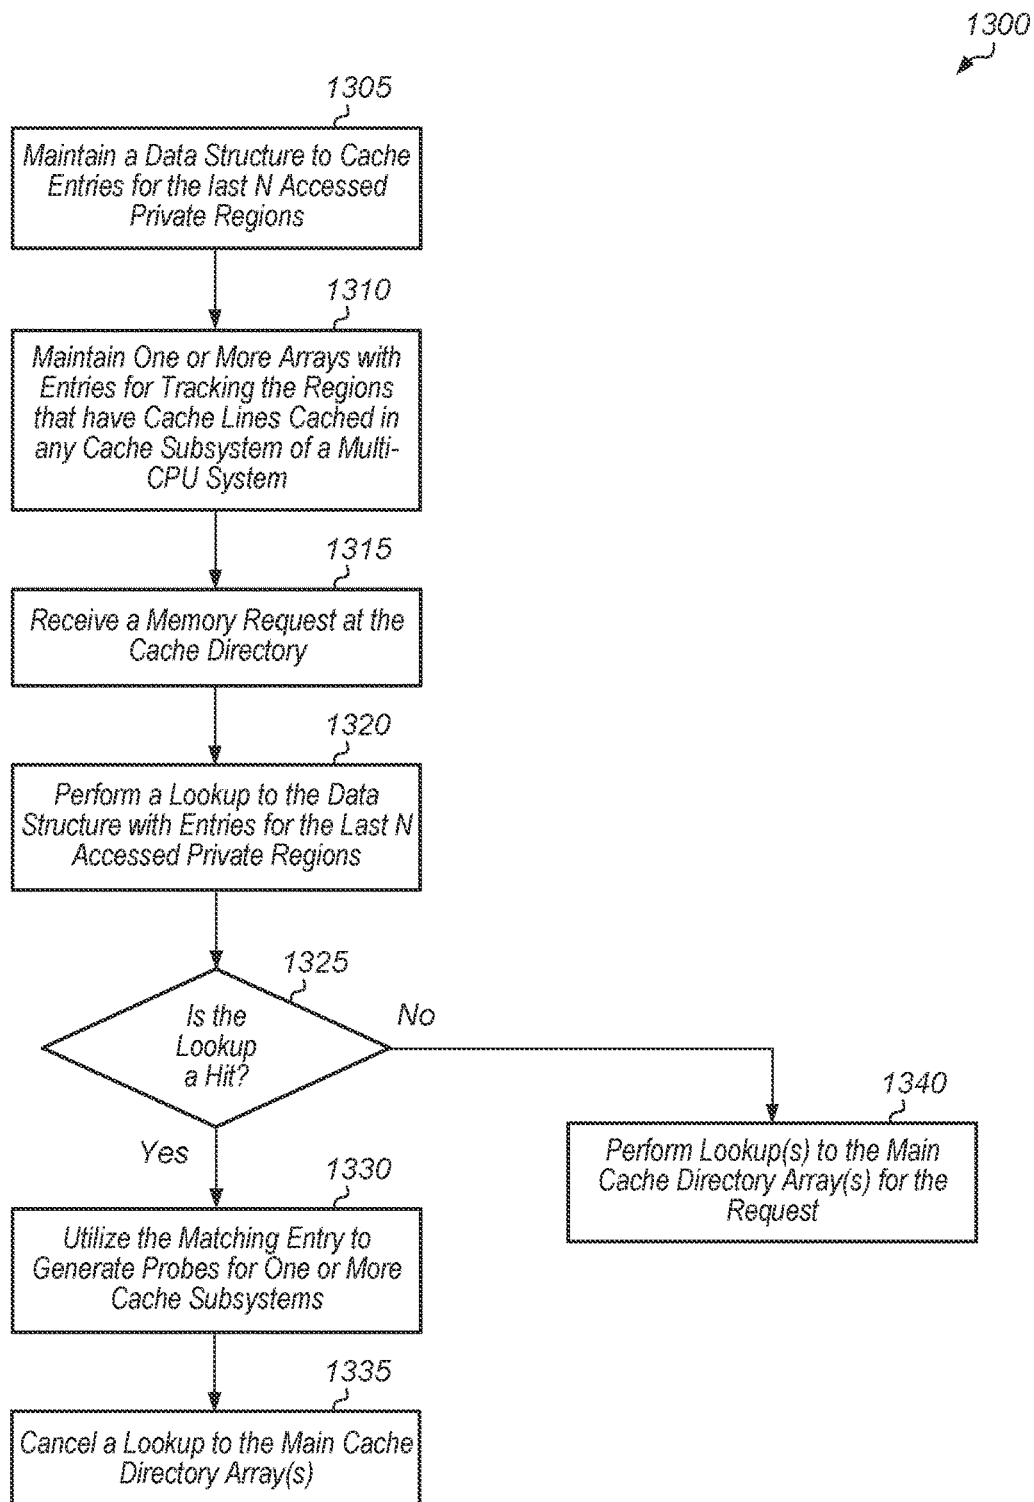 1300
1305
Maintain a Data Structure to Cache
Entries for the last N Accessed
Private Regions
1310
Maintain One or More Arrays with
Entries for Tracking the Regions
that have Cache Lines Cached in
any Cache Subsystem of a Multi-
CPU System
1315
Receive a Memory Request at the
Cache Directory
1320
Perform a Lookup to the Data
Structure with Entries for the Last N
Accessed Private Regions
1325
Is the
Lookup
a Hit?
No
Yes
1340
Perform Lookup(s) to the Main
Cache Directory Array(s) for the
Request
1330
Utilize the Matching Entry to
Generate Probes for One or More
Cache Subsystems
1335
Cancel a Lookup to the Main Cache
Directory Array(s)